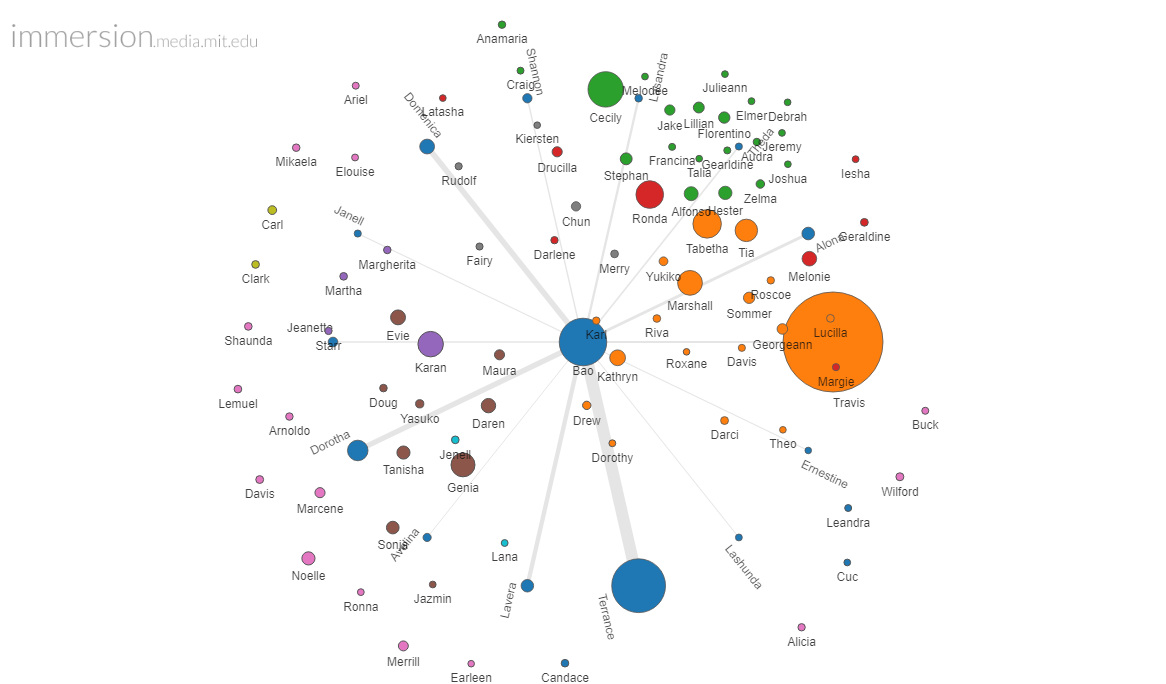 immersion.media.mit.edu
Anamaria
Shannon
Craig
Lisandra
Melodee
Julieann
Ariel
Domenica
Latasha
Cecily
Jake
Lillian
Elmer
Debrah
Kiersten
Florentino
Theda
Jeremy
Mikaela
Elouise
Rudolf
Drucilla
Stephan
Francina
Talia
Gearldine
Audra
Joshua
Iesha
Carl
Janell
Chun
Ronda
Alfonso
Hester
Zelma
Margherita
Fairy
Darlene
Merry
Tabetha
Tia
Alona
Geraldine
Clark
Martha
Yukiko
Marshall
Roscoe
Melonie
Sommer
Shaunda
Jeanetta
Starr
Evie
Karan
Maura
Karl
Bao
Kathryn
Riva
Roxane
Davis
Georgeann
Lucilla
Margie
Travis
Lemuel
Doug
Yasuko
Daren
Drew
Darci
Theo
Buck
Arnoldo
Dorotha
Tanisha
Jenell
Genia
Dorothy
Ernestine
Wilford
Davis
Marcene
Leandra
Sonja
Avelina
Lana
Lashunda
Cuc
Noelle
Ronna
Jazmin
Lavera
Terrance
Alicia
Merrill
Earleen
Candace